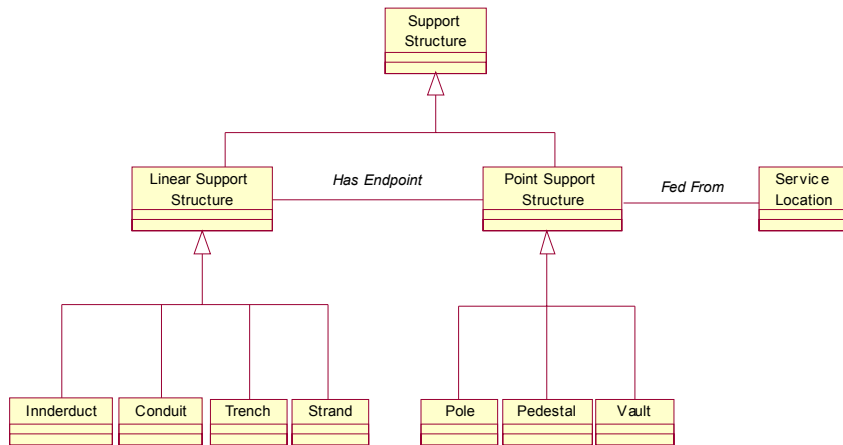 Support
Structure
Linear Support
Structure
Has Endpoint
Point Support
Structure
Fed From
Service
Location
Innderduct
Conduit
Trench
Strand
Pole
Pedestal
Vault